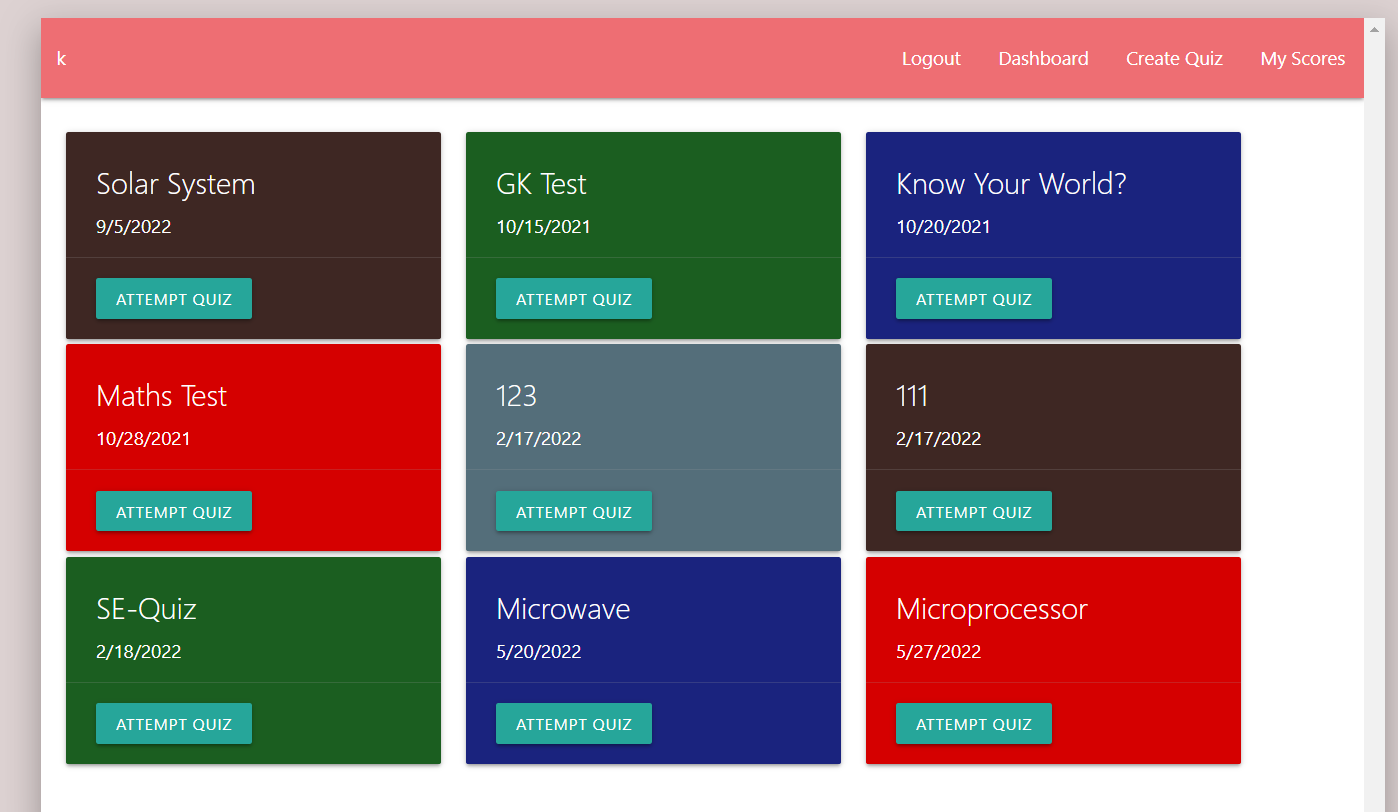 k
Logout Dashboard Create Quiz My Scores
Solar System
9/5/2022
ATTEMPT QUIZ
GK Test
10/15/2021
ATTEMPT QUIZ
Know Your World?
10/20/2021
ATTEMPT QUIZ
Maths Test
10/28/2021
ATTEMPT QUIZ
123
2/17/2022
ATTEMPT QUIZ
111
2/17/2022
ATTEMPT QUIZ
SE-Quiz
2/18/2022
ATTEMPT QUIZ
Microwave
5/20/2022
ATTEMPT QUIZ
Microprocessor
5/27/2022
ATTEMPT QUIZ